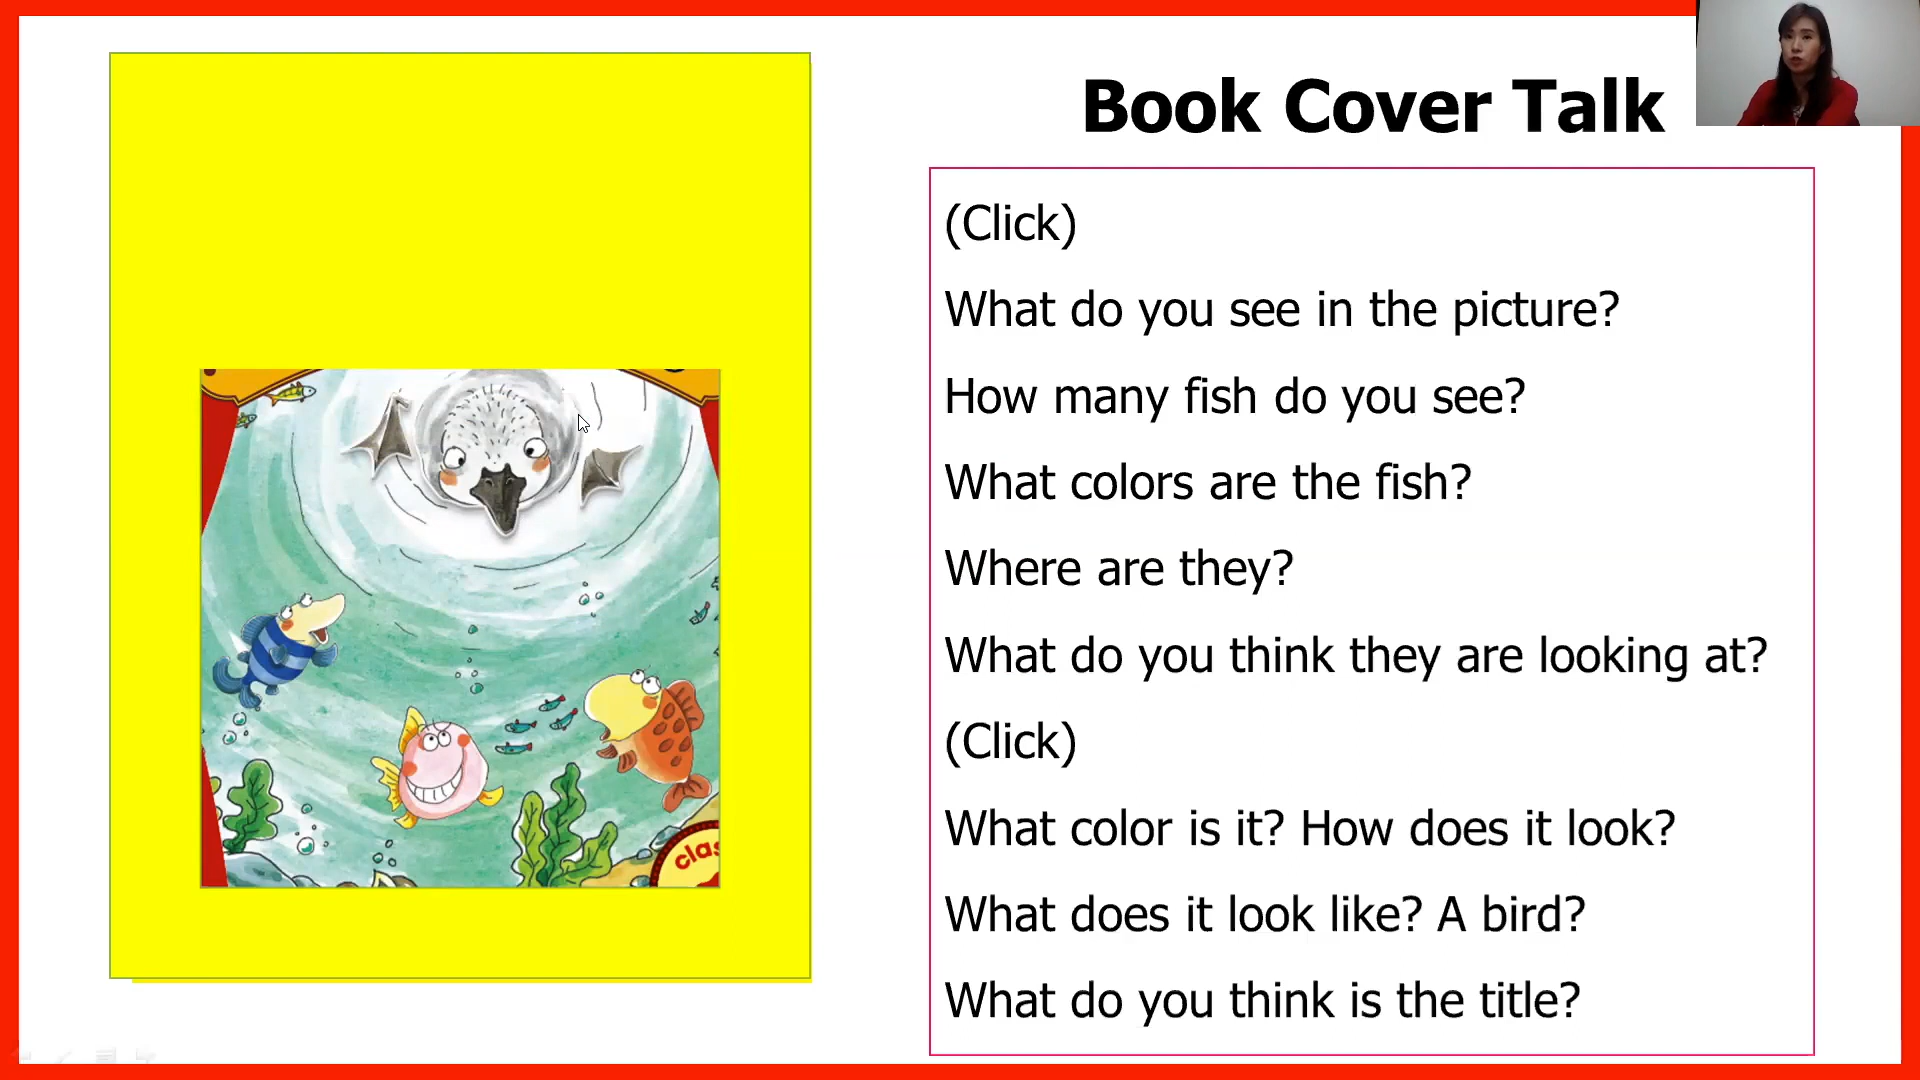 Book Cover Talk
(Click)
What do you see in the picture?
How many fish do you see?
What colors are the fish?
Where are they?
What do you think they are looking at?
(Click)
What color is it? How does it look?
What does it look like? A bird?
What do you think is the title?
clas